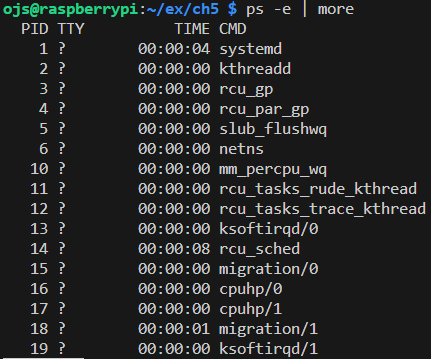 ojs@raspberrypi:~/ex/ch5 $ ps -e | more
PID TTY TIME CMD
1 ? 00:00:04 systemd
2 ? 00:00:00 kthreadd
3 ? 00:00:00 rcu_gp
4 ? 00:00:00 rcu_par_gp
5 ? 00:00:00 slub_flushwq
6 ? 00:00:00 netns
10 ? 00:00:00 mm_percpu_wq
11 ? 00:00:00 rcu_tasks_rude_kthread
12 ? 00:00:00 rcu_tasks_trace_kthread
13 ? 00:00:00 ksoftirqd/0
14 ? 00:00:08 rcu_sched
15 ? 00:00:00 migration/0
16 ? 00:00:00 cpuhp/0
17 ? 00:00:00 cpuhp/1
18 ? 00:00:01 migration/1
19 ? 00:00:00 ksoftirqd/1